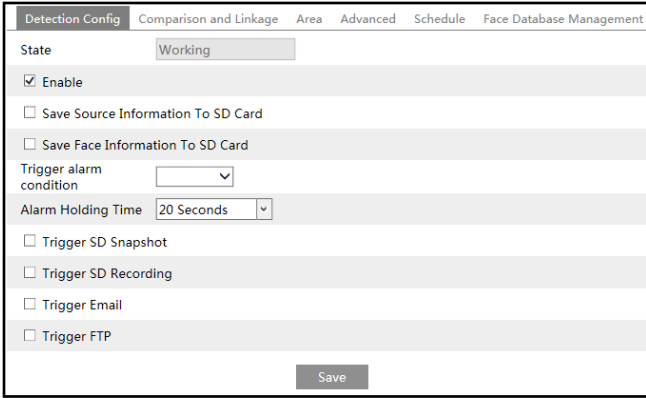 Detection Config Comparison and Linkage Area Advanced Schedule Face Database Management
State Working
Enable
Save Source Information To SD Card
Save Face Information To SD Card
Trigger alarm
condition
Alarm Holding Time 20 Seconds
Trigger SD Snapshot
Trigger SD Recording
Trigger Email
Trigger FTP
Save